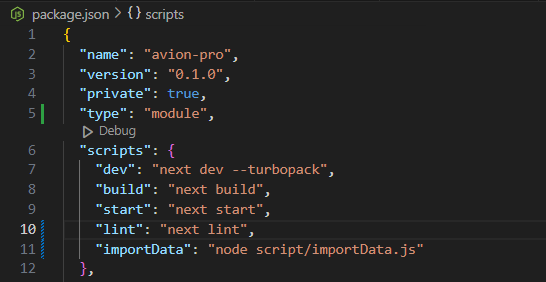 package.json > {} scripts
1 {
2 "name": "avion-pro",
3 "version": "0.1.0",
4 "private": true,
5 "type": "module",
Debug
6 "scripts": {
7 "dev": "next dev --turbopack",
8 "build": "next build",
9 "start": "next start",
10 "lint": "next lint",
11 "importData": "node script/importData.js"
12 },